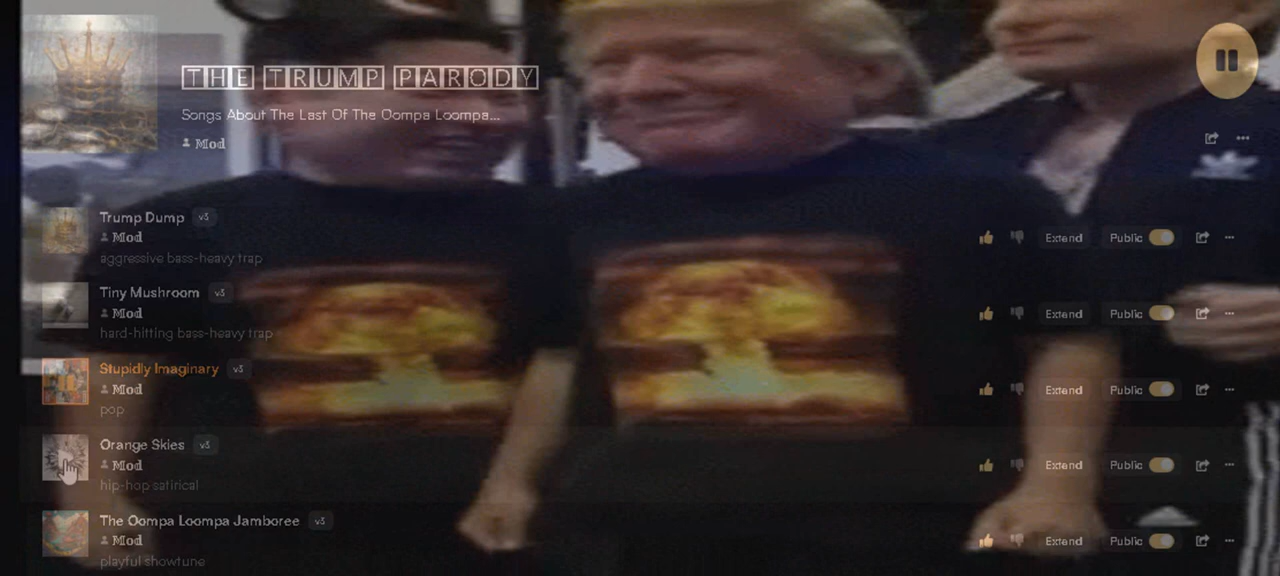 THE TRUMP PARODY
Songs About The Last Of The Oompa Loompa...
Mod
Trump Dump v3
Mod
Extend Public
aggressive bass-heavy trap
Tiny Mushroom v3
Mod
Extend Public
hard-hitting bass-heavy trap
Stupidly Imaginary v3
Mod
Extend Public
pop
Orange Skies v3
Mod
Extend Public
hip-hop satirical
The Oompa Loompa Jamboree v3
Mod
Extend Public
playful showtune